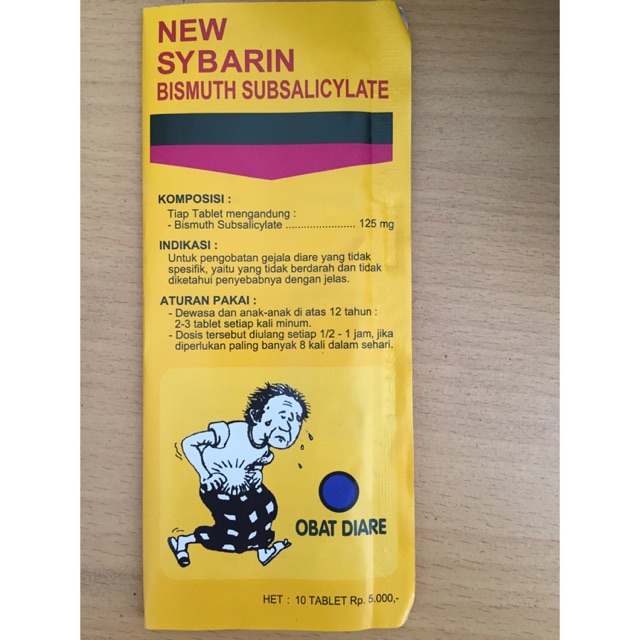 NEW
SYBARIN
BISMUTH SUBSALICYLATE
KOMPOSISI :
Tiap Tablet mengandung :
- Bismuth Subsalicylate ....................... 125 mg
INDIKASI :
Untuk pengobatan gejala diare yang tidak
spesifik, yaitu yang tidak berdarah dan tidak
diketahui penyebabnya dengan jelas.
ATURAN PAKAI :
- Dewasa dan anak-anak di atas 12 tahun :
2-3 tablet setiap kali minum.
- Dosis tersebut diulang setiap 1/2 - 1 jam, jika
diperlukan paling banyak 8 kali dalam sehari.
OBAT DIARE
HET : 10 TABLET Rp. 5.000,-